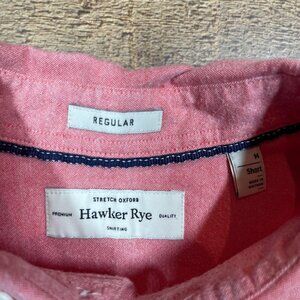 REGULAR
M
Short
STRETCH OXFORD
PREMIUM Hawker Rye QUALITY
SHIRTING